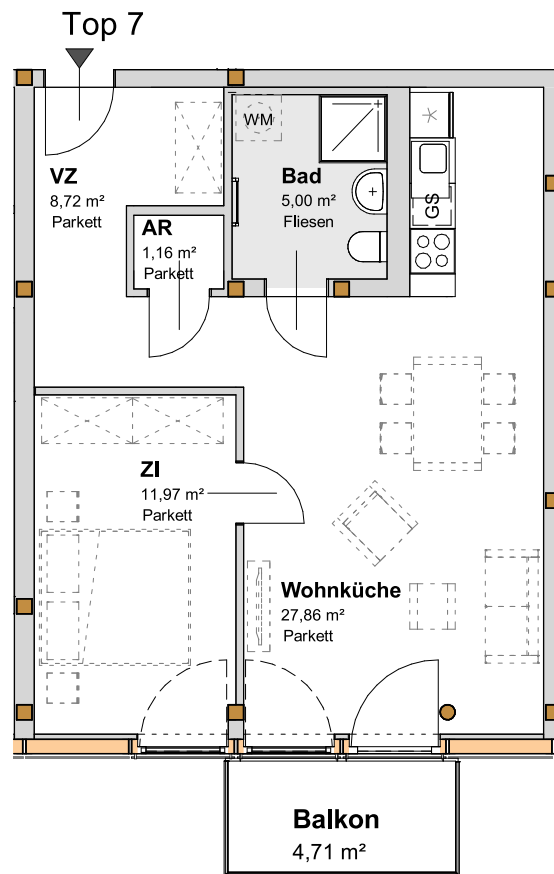 Top 7
VZ
8,72 m²
Parkett
AR
1,16 m²
Parkett
WM
Bad
5,00 m²
Fliesen
GS
ZI
11,97 m²
Parkett
Wohnküche
27,86 m²
Parkett
Balkon
4,71 m²